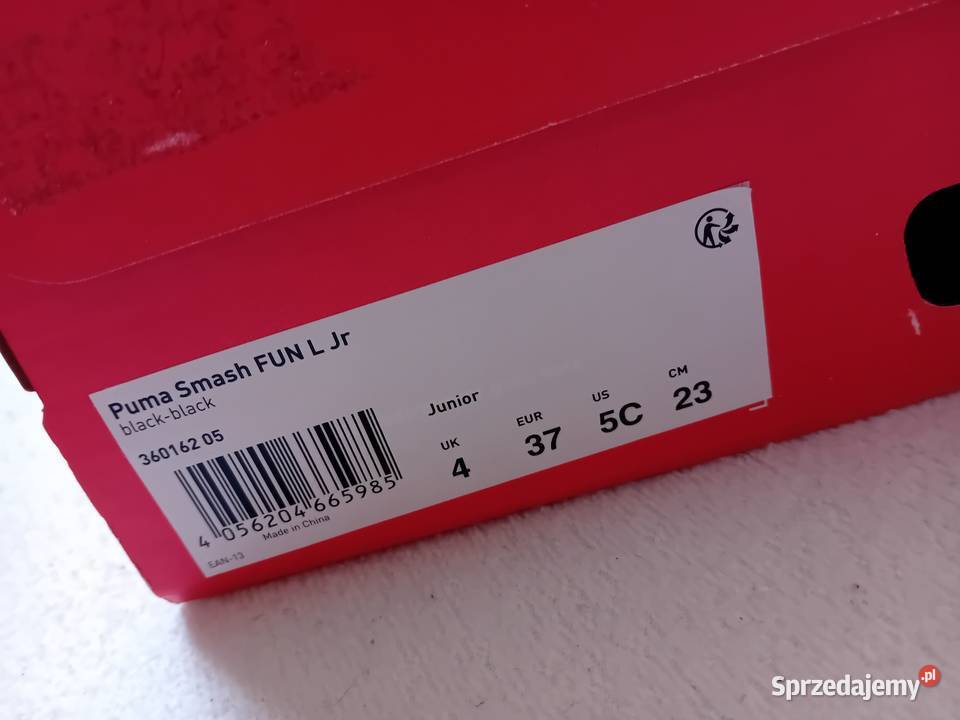 Puma Smash FUN L Jr
black-black
360162 05
4 056204 665985
Made in China
EAN-13
Junior
UK EUR US CM
4 37 5C 23
Sprzedajemy.pl